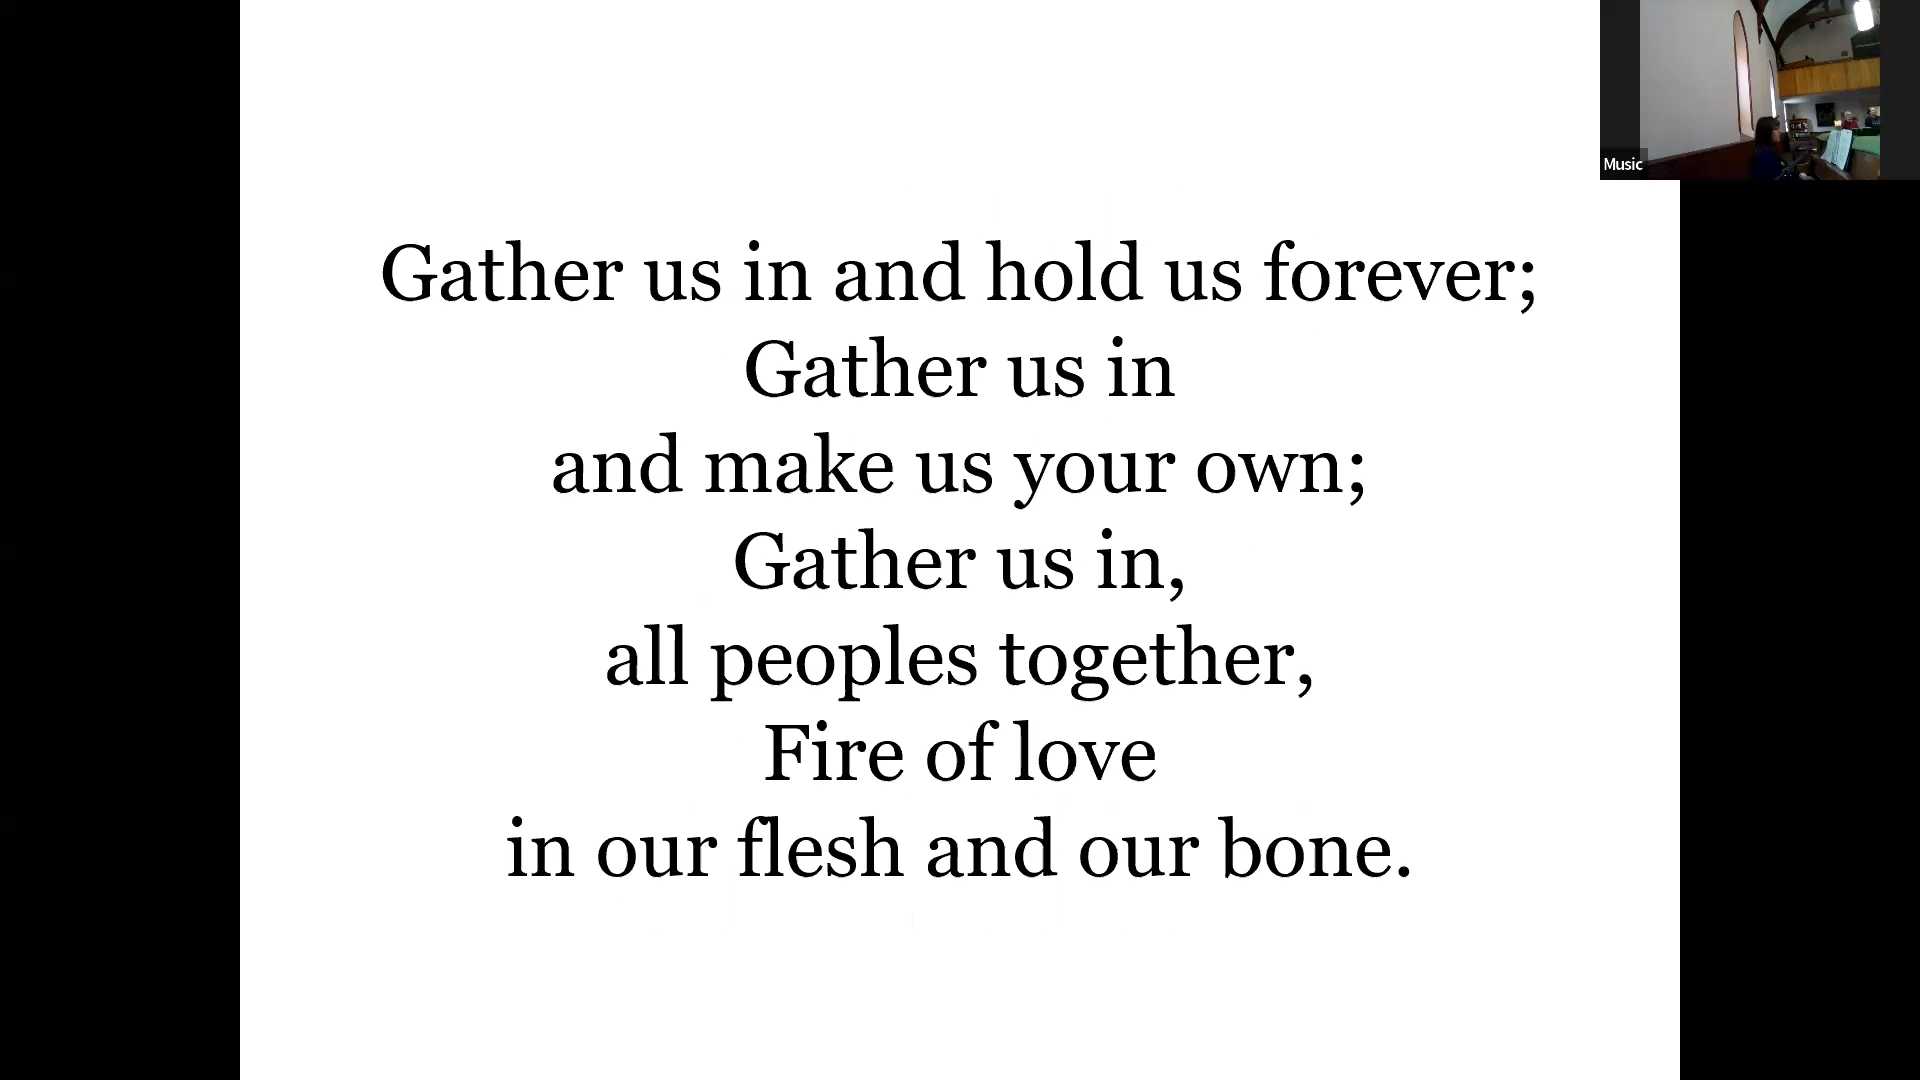 Gather us in and hold us forever;
Gather us in
and make us your own;
Gather us in,
all peoples together,
Fire of love
in our flesh and our bone.
Music